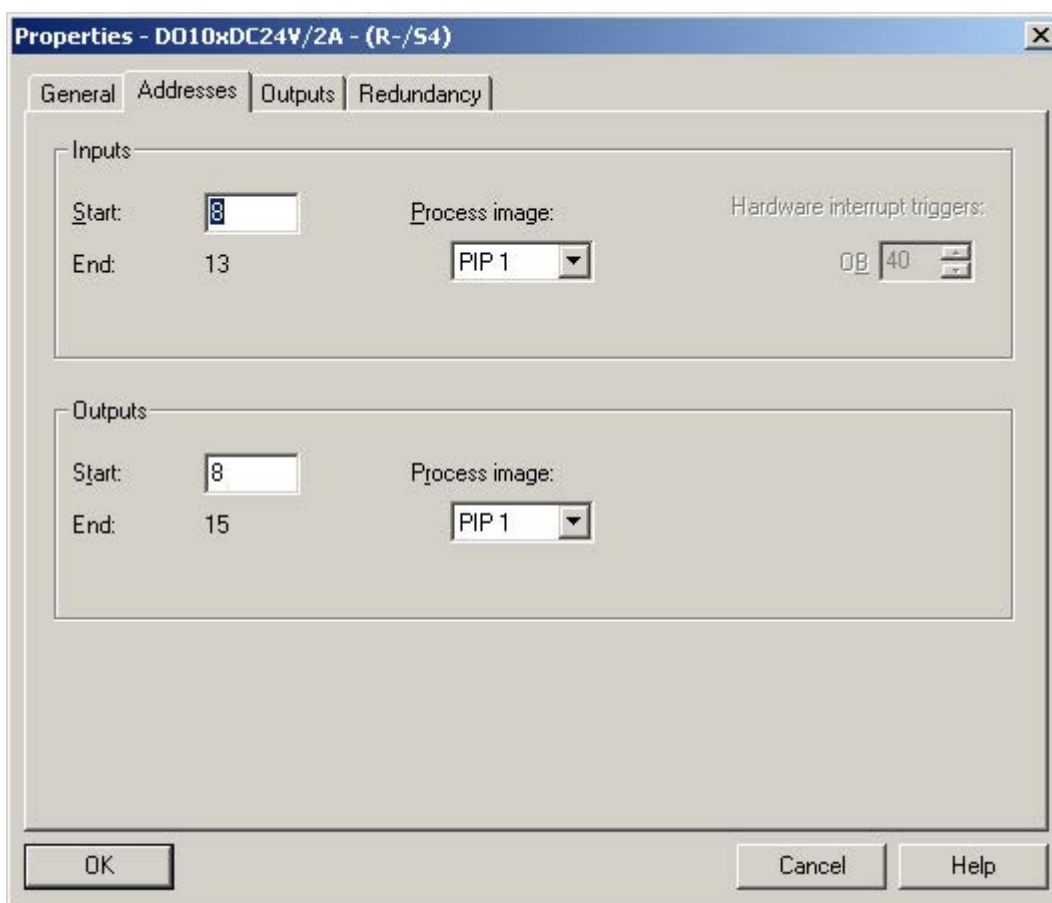 Properties - DO10xDC24V/2A - (R-/S4)
General Addresses Outputs Redundancy
Inputs
Start: 8 Process image: Hardware interrupt triggers:
End: 13 PIP 1 OB 40
Outputs
Start: 8 Process image:
End: 15 PIP 1
OK Cancel Help